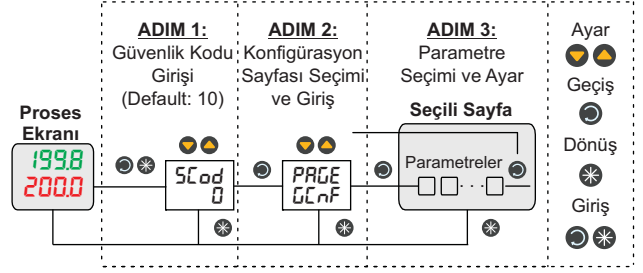 ADIM 1:
Güvenlik Kodu
Girişi
(Default: 10)
ADIM 2:
Konfigürasyon
Sayfası Seçimi
ve Giriş
ADIM 3:
Parametre
Seçimi ve Ayar
Seçili Sayfa
Parametreler
Proses
Ekranı
199.8
200.0
SCod
0
PAGE
GCnF
Ayar
Geçiş
Dönüş
Giriş